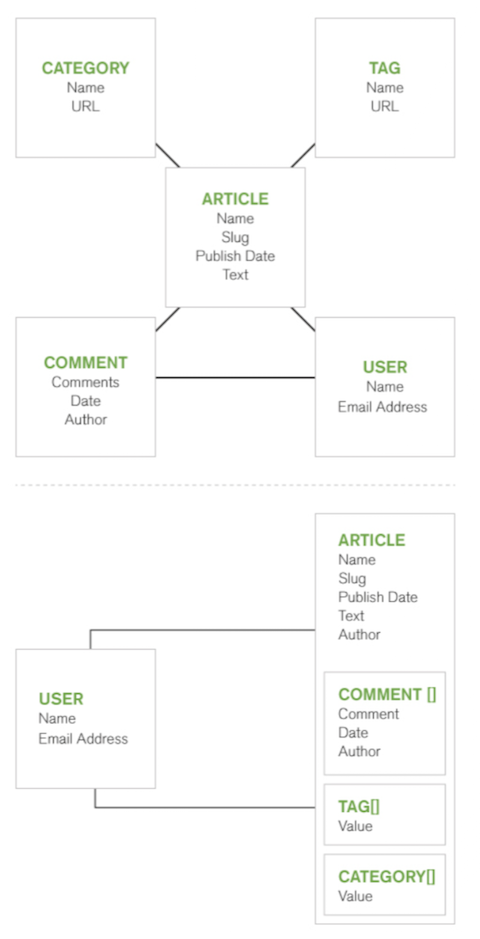 CATEGORY
Name
URL
TAG
Name
URL
ARTICLE
Name
Slug
Publish Date
Text
COMMENT
Comments
Date
Author
USER
Name
Email Address
ARTICLE
Name
Slug
Publish Date
Text
Author
USER
Name
Email Address
COMMENT []
Comment
Date
Author
TAG[]
Value
CATEGORY[]
Value